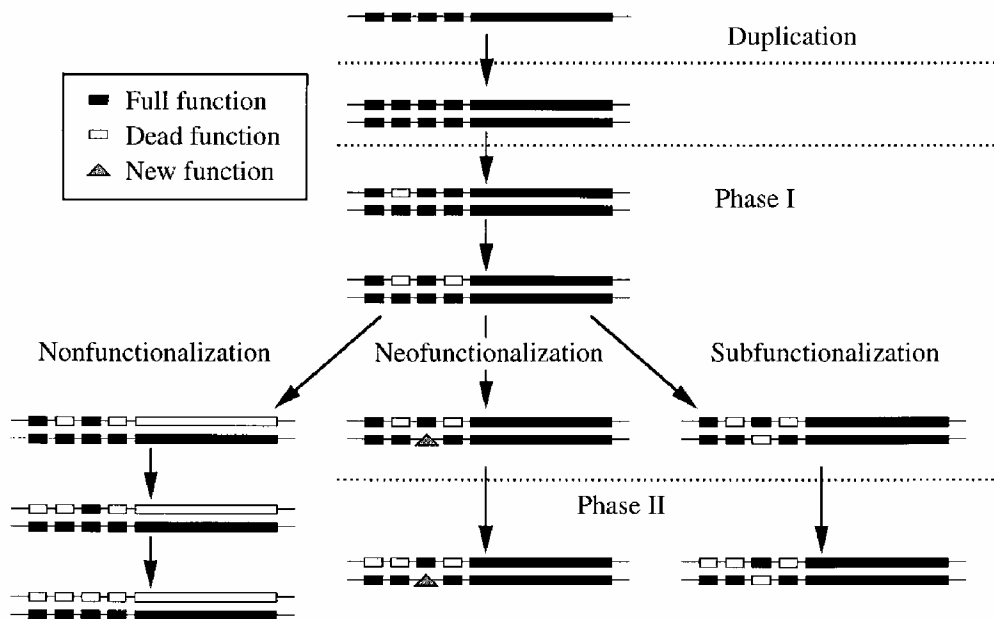 Duplication
Full function
Dead function
New function
Phase I
Nonfunctionalization
Neofunctionalization
Subfunctionalization
Phase II